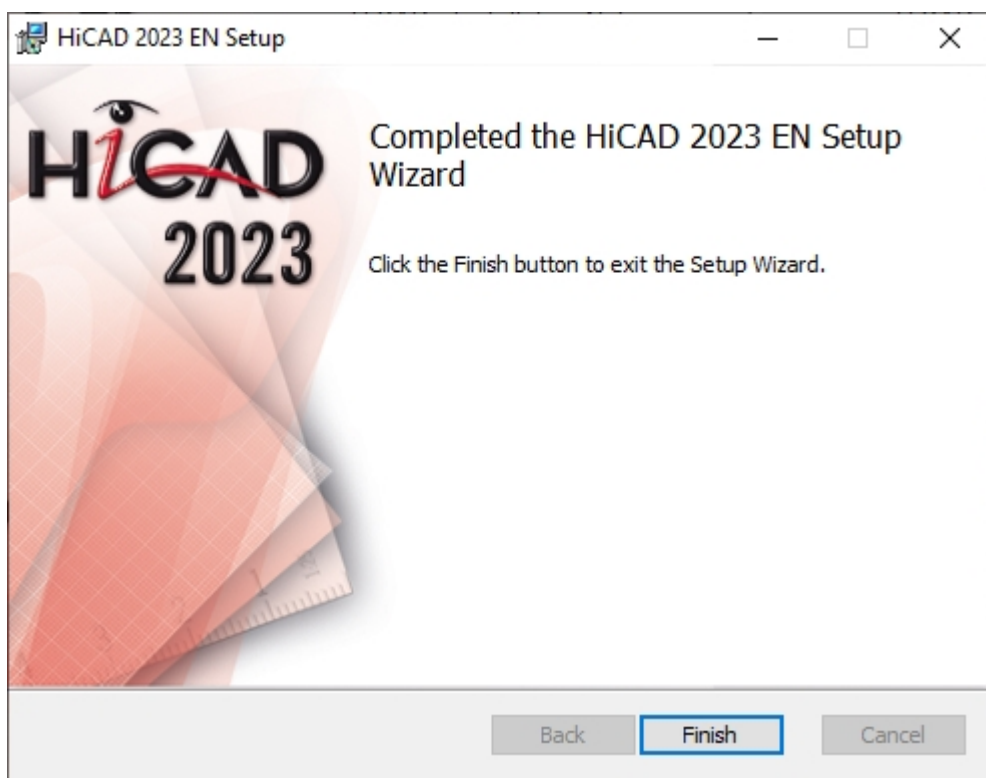 HiCAD 2023 EN Setup
HiCAD
2023
Completed the HiCAD 2023 EN Setup
Wizard
Click the Finish button to exit the Setup Wizard.
Back
Finish
Cancel